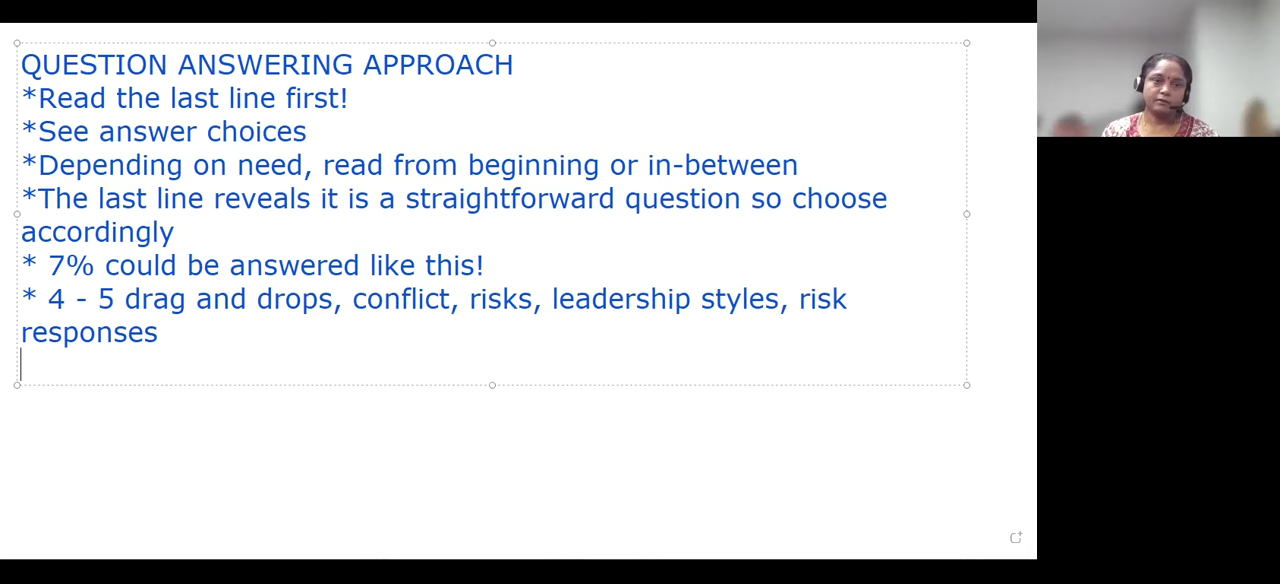 QUESTION ANSWERING APPROACH
*Read the last line first!
*See answer choices
*Depending on need, read from beginning or in-between
*The last line reveals it is a straightforward question so choose
accordingly
* 7% could be answered like this!
* 4 - 5 drag and drops, conflict, risks, leadership styles, risk
responses